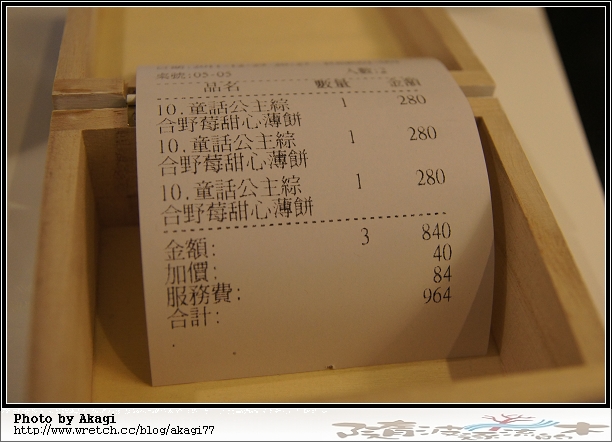 桌號:05-05
品名 數量 金額
10.童話公主綜 1 280
合野莓甜心薄餅
10.童話公主綜 1 280
合野莓甜心薄餅
10.童話公主綜 1 280
合野莓甜心薄餅
金額: 3 840
加價: 40
服務費: 84
合計: 964
Photo by Akagi
http://www.wretch.cc/blog/akagi77